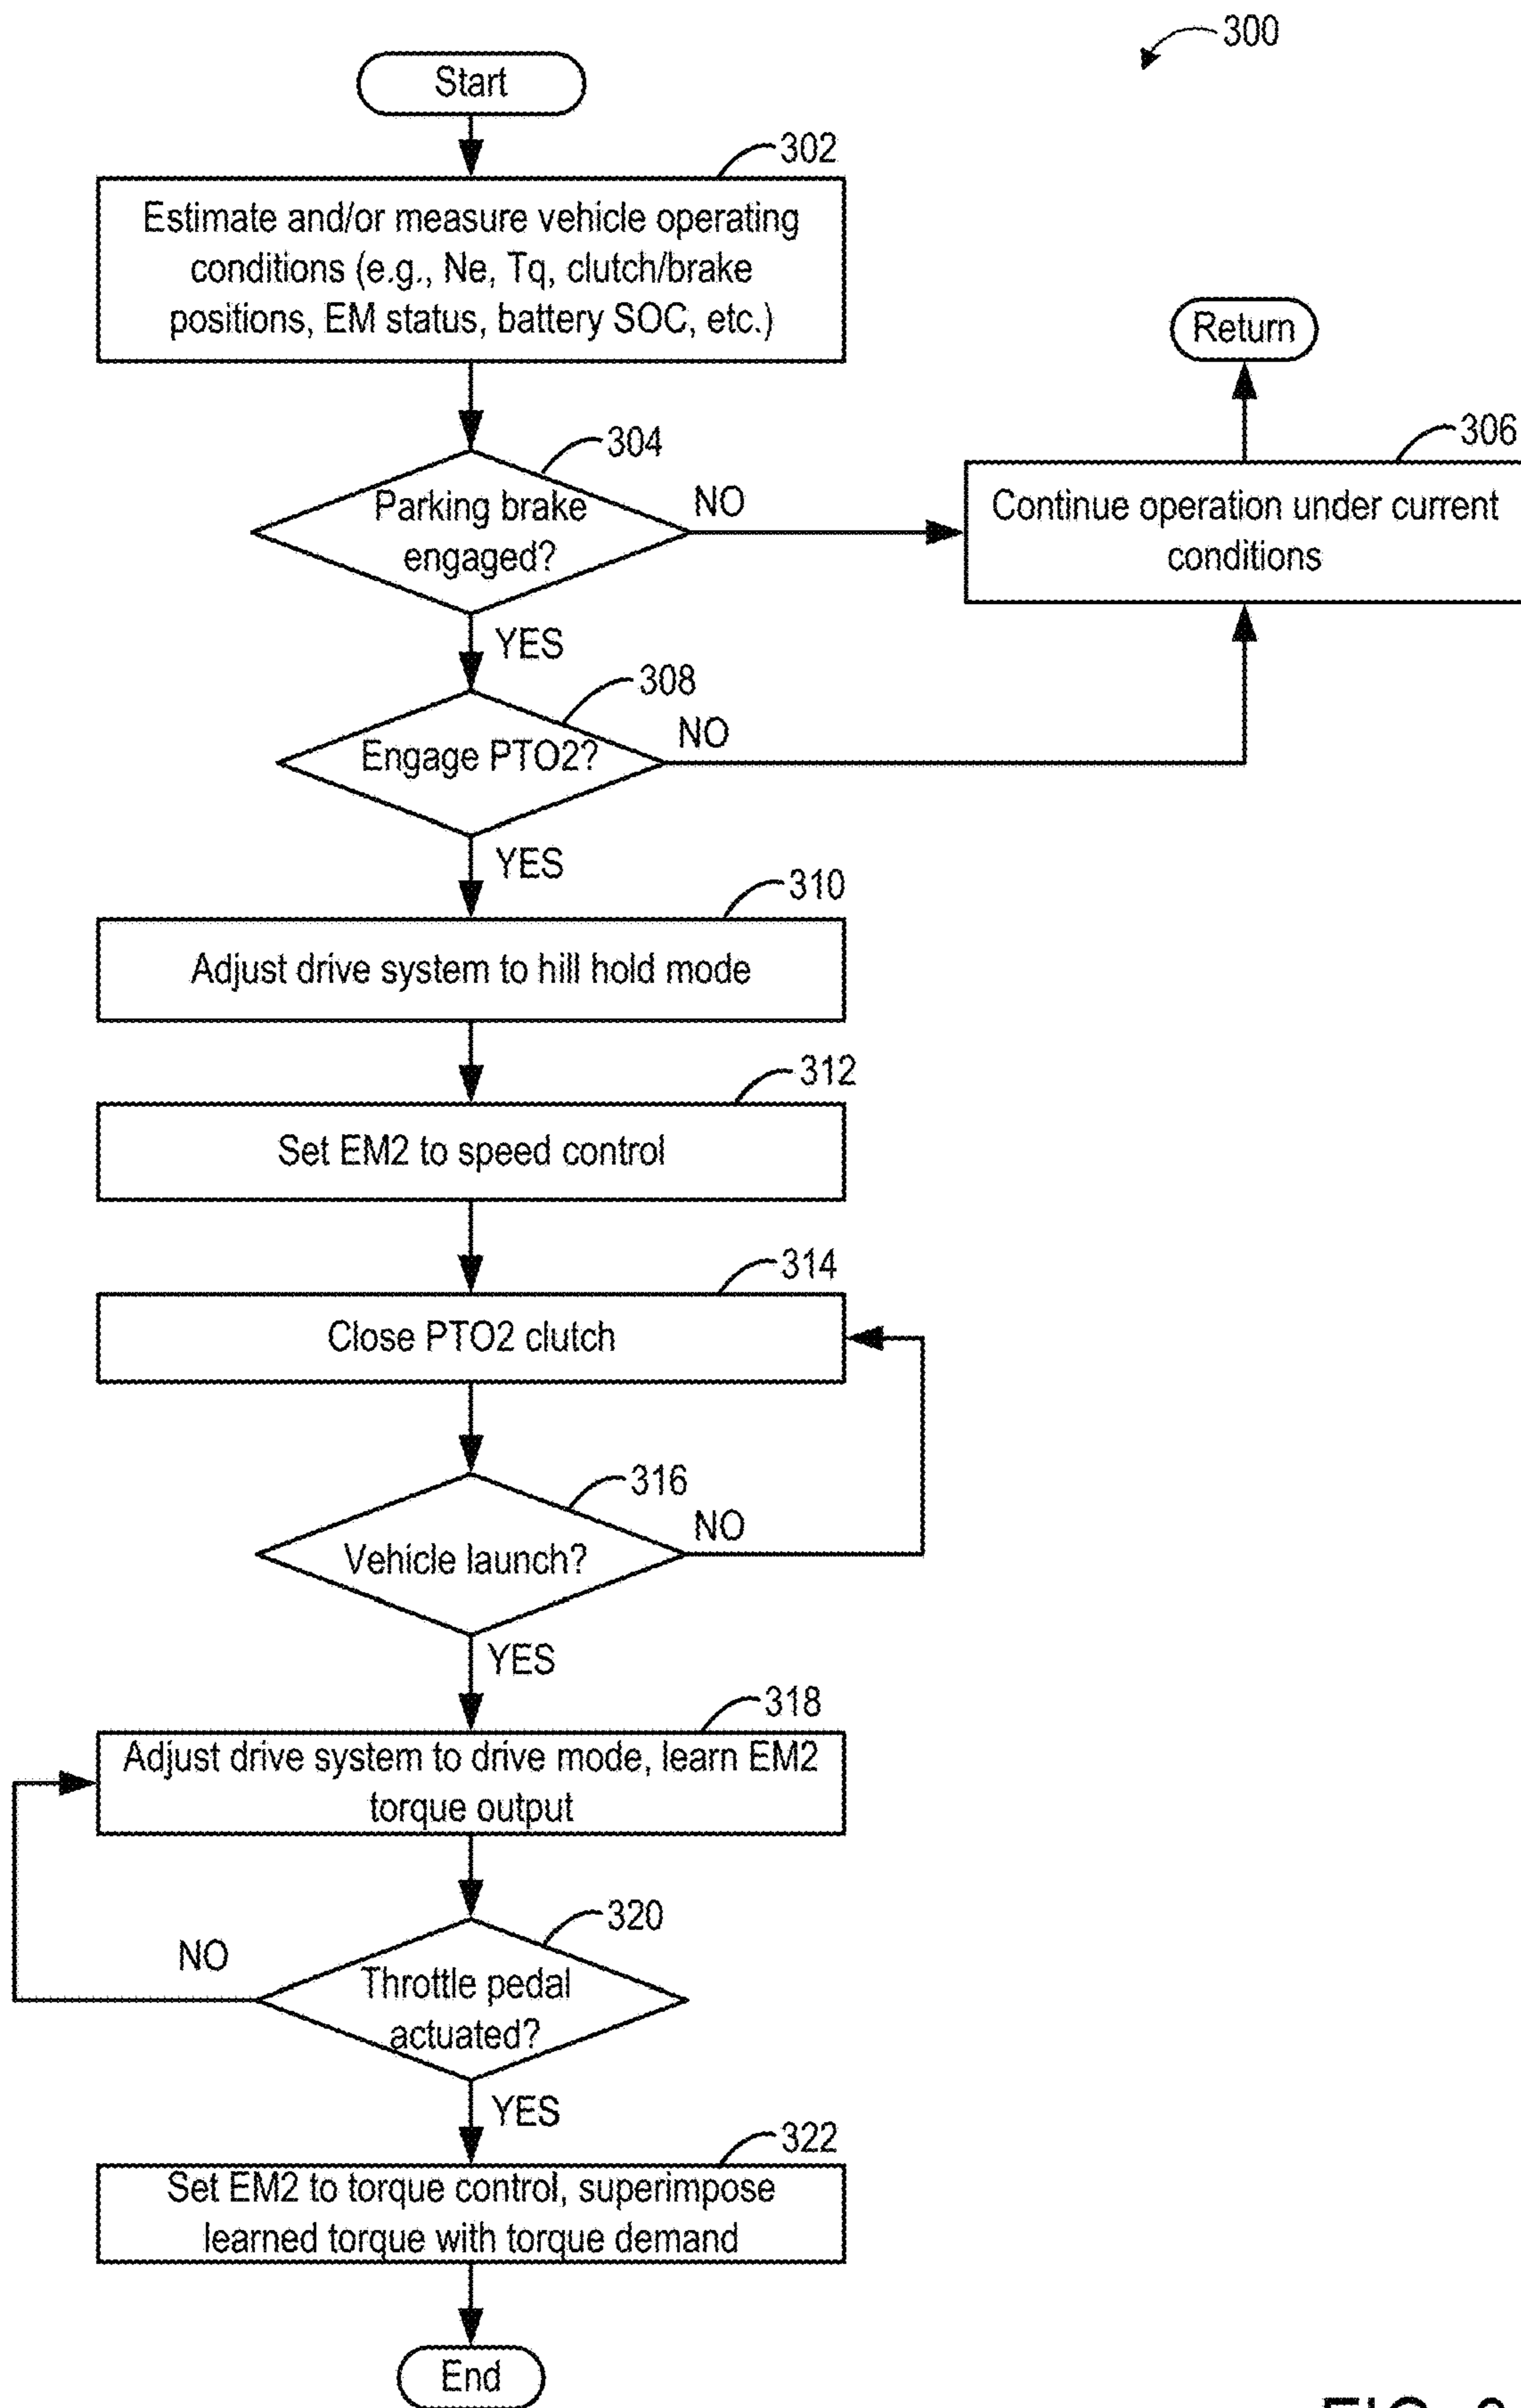 300
Start
302
Estimate and/or measure vehicle operating
conditions (e.g., Ne, Tq, clutch/brake
positions, EM status, battery SOC, etc.)
Return
304
Parking brake
engaged?
NO
306
Continue operation under current
conditions
YES
308
Engage PTO2?
NO
YES
310
Adjust drive system to hill hold mode
312
Set EM2 to speed control
314
Close PTO2 clutch
316
Vehicle launch?
NO
YES
318
Adjust drive system to drive mode, learn EM2
torque output
320
Throttle pedal
actuated?
NO
YES
322
Set EM2 to torque control, superimpose
learned torque with torque demand
End